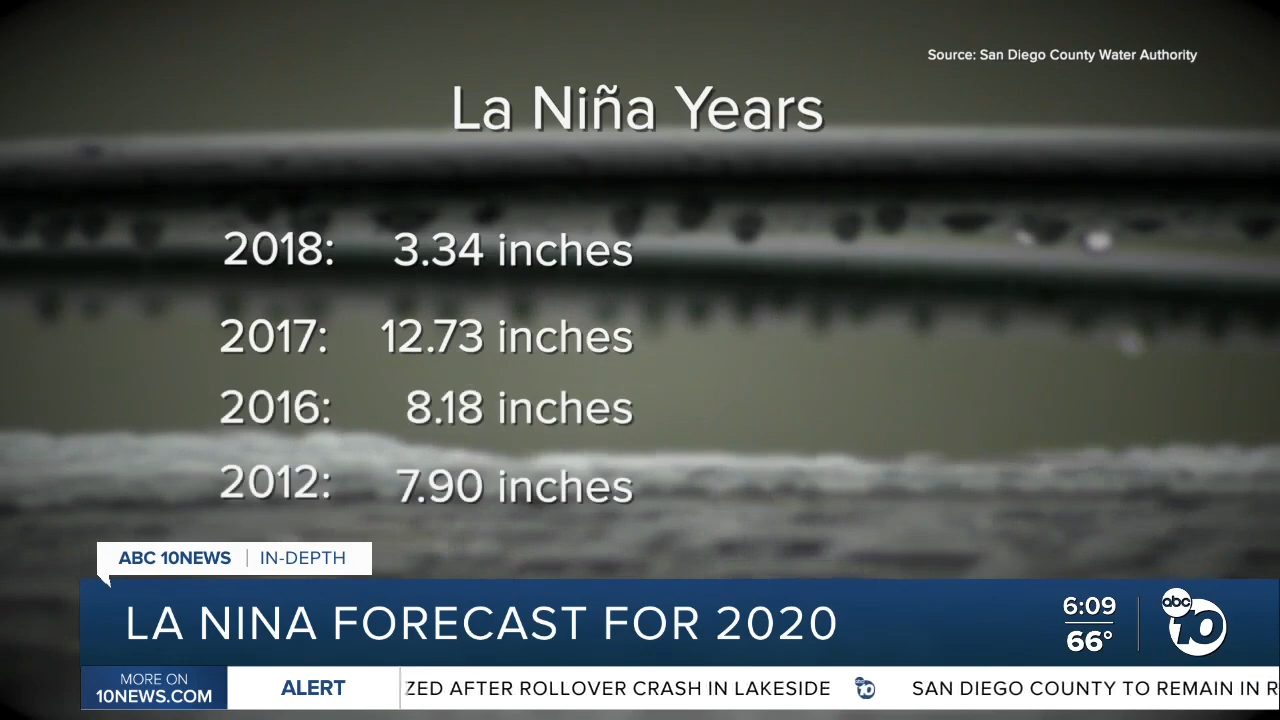 Source: San Diego County Water Authority
La Niña Years
2018: 3.34 inches
2017: 12.73 inches
2016: 8.18 inches
2012: 7.90 inches
ABC 10NEWS | IN-DEPTH
LA NINA FORECAST FOR 2020
6:09
66°
abc 10
MORE ON
10NEWS.COM
ALERT
ZED AFTER ROLLOVER CRASH IN LAKESIDE abc 10 SAN DIEGO COUNTY TO REMAIN IN R